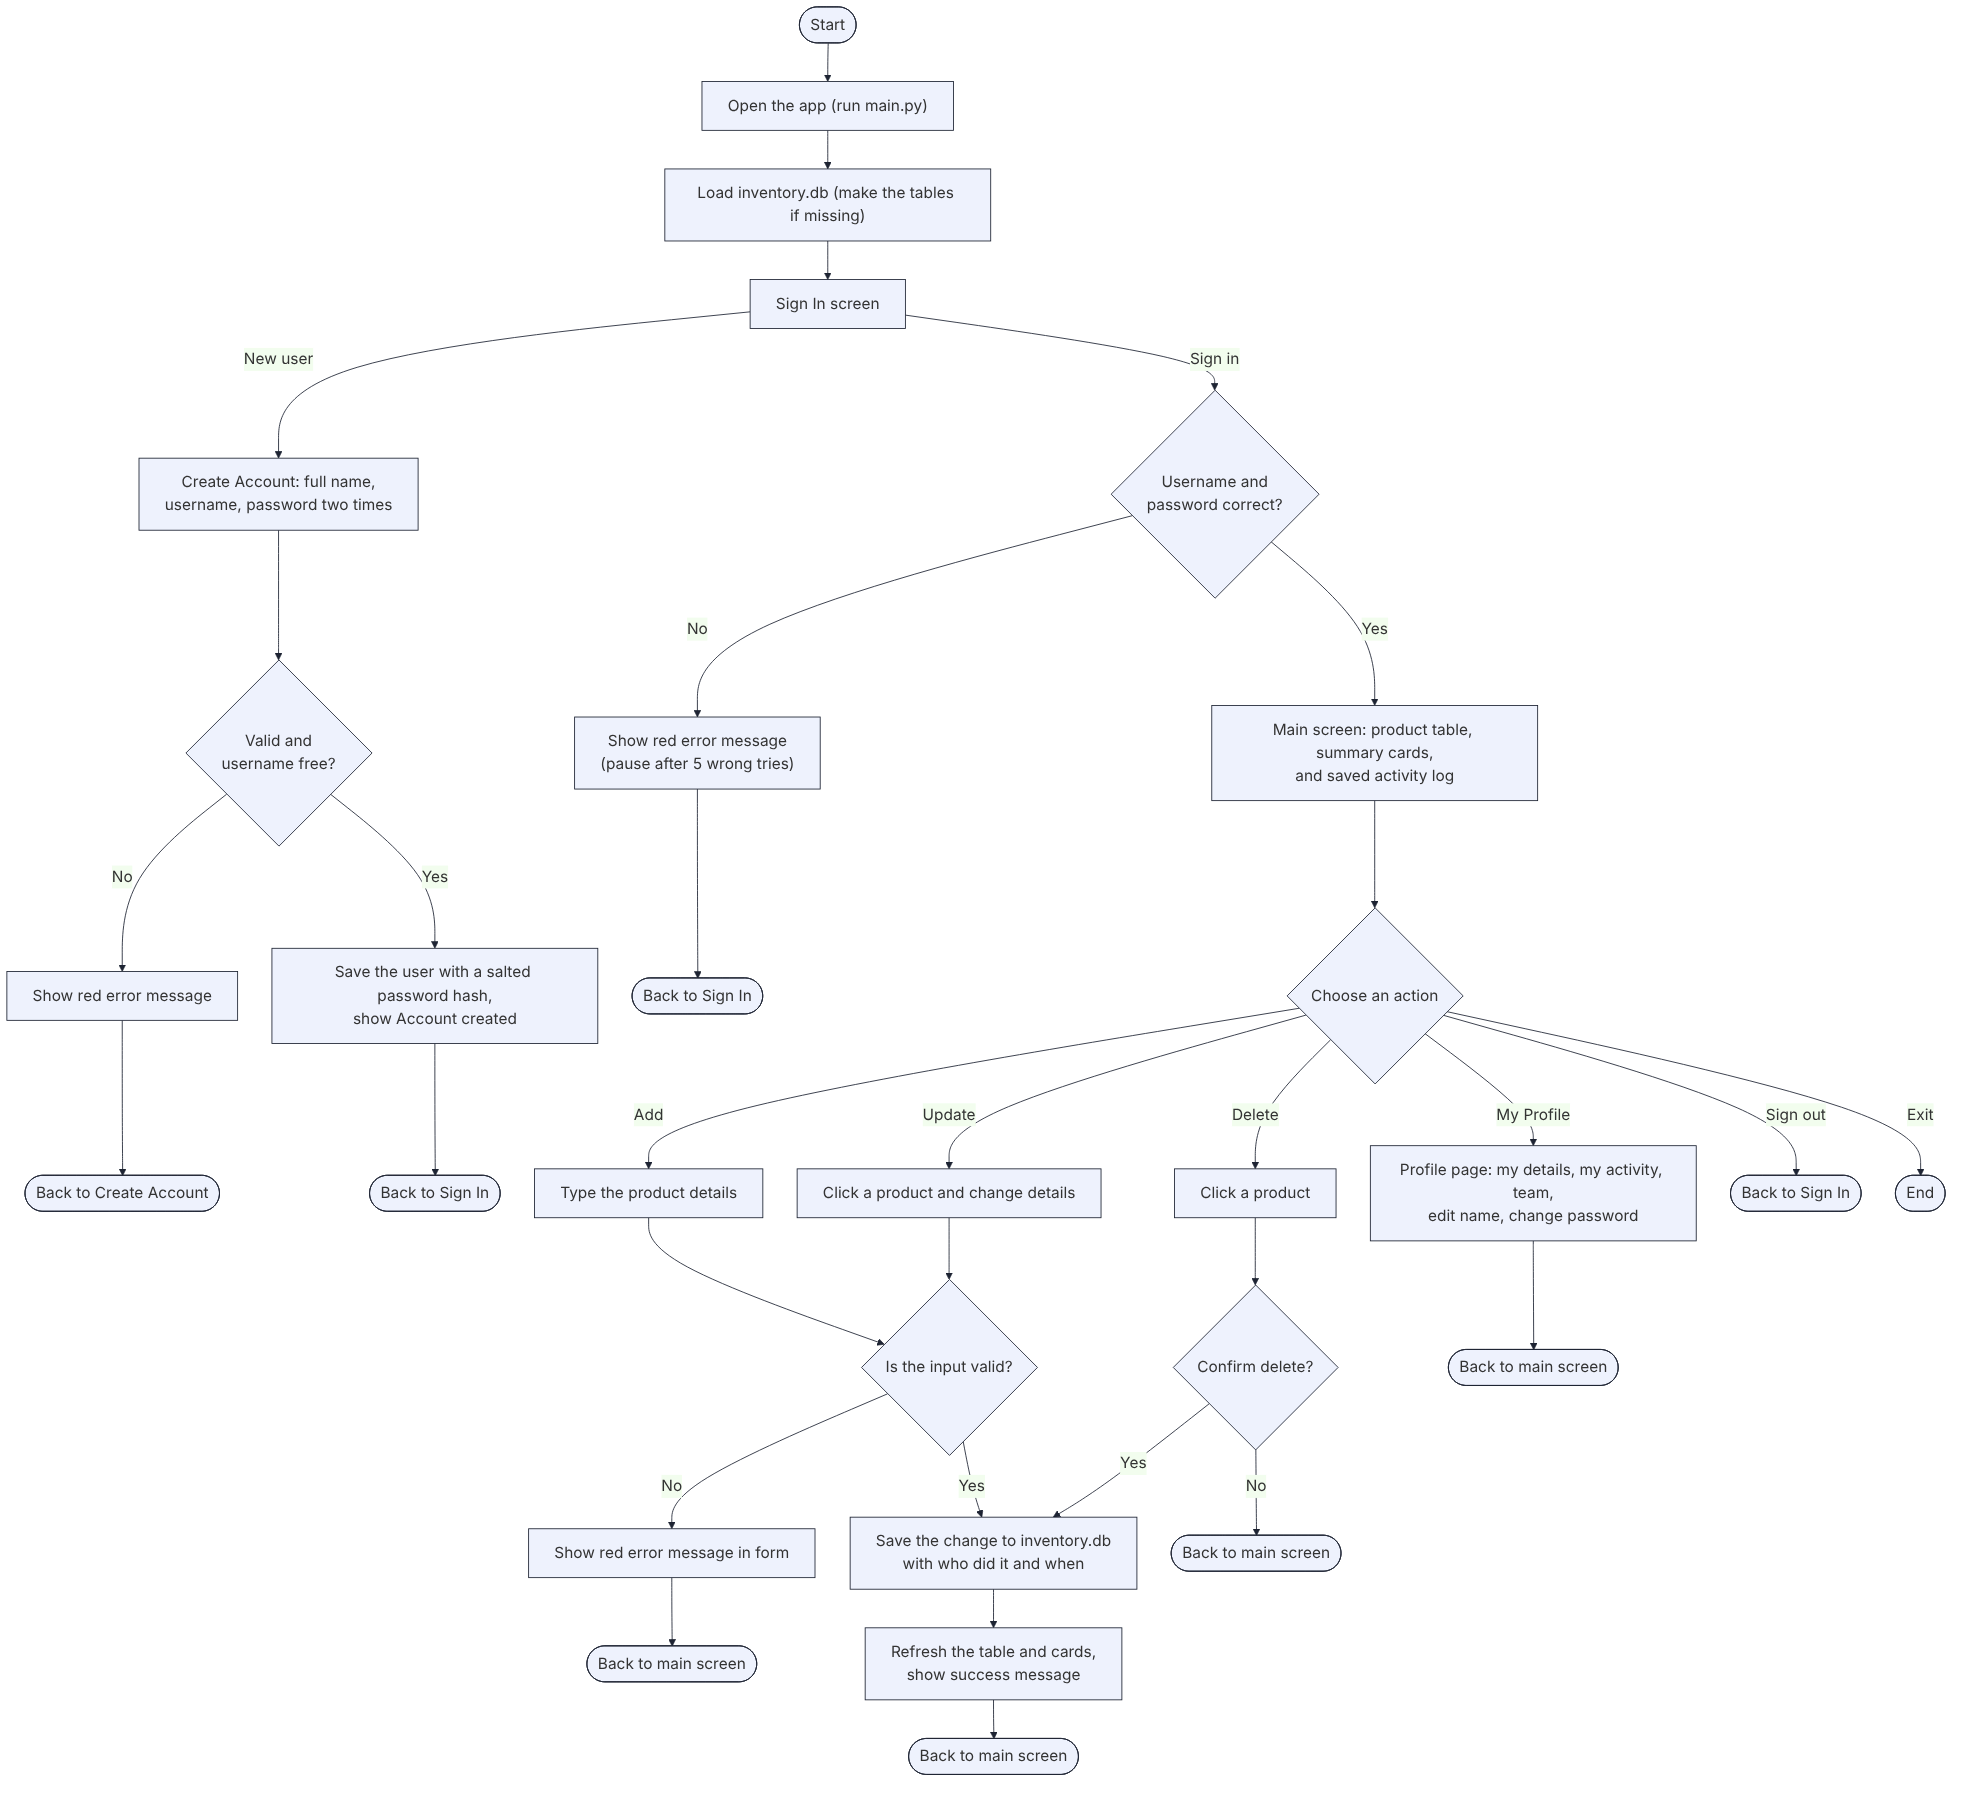 Start
Open the app (run main.py)
Load inventory.db (make the tables
if missing)
Sign In screen
New user
Sign in
Create Account: full name,
username, password two times
Username and
password correct?
No
Yes
Valid and
username free?
Show red error message
(pause after 5 wrong tries)
Main screen: product table,
summary cards,
and saved activity log
No
Yes
Show red error message
Save the user with a salted
password hash,
show Account created
Back to Sign In
Choose an action
Add
Update
Delete
My Profile
Sign out
Exit
Back to Create Account
Back to Sign In
Type the product details
Click a product and change details
Click a product
Profile page: my details, my activity,
team,
edit name, change password
Back to Sign In
End
Is the input valid?
Confirm delete?
Back to main screen
No
Yes
Yes
No
Show red error message in form
Save the change to inventory.db
with who did it and when
Back to main screen
Back to main screen
Refresh the table and cards,
show success message
Back to main screen